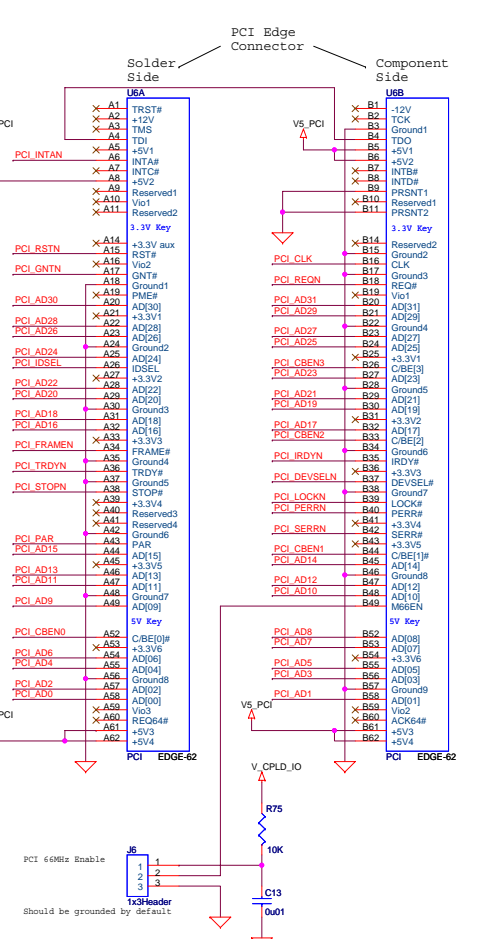 PCI Edge
Connector
Solder
Side
Component
Side
U6A
A1 TRST#
A2 +12V
A3 TMS
A4 TDI
A5 +5V1
PCI_INTAN A6 INTA#
A7 INTC#
A8 +5V2
A9 Reserved1
A10 Vio1
A11 Reserved2
3.3V Key
A14 +3.3V aux
PCI_RSTN A15 RST#
A16 Vio2
PCI_GNTN A17 GNT#
A18 Ground1
A19 PME#
PCI_AD30 A20 AD[30]
A21 +3.3V1
PCI_AD28 A22 AD[28]
PCI_AD26 A23 AD[26]
A24 Ground2
PCI_AD24 A25 AD[24]
PCI_IDSEL A26 IDSEL
A27 +3.3V2
PCI_AD22 A28 AD[22]
PCI_AD20 A29 AD[20]
A30 Ground3
PCI_AD18 A31 AD[18]
PCI_AD16 A32 AD[16]
A33 +3.3V3
PCI_FRAMEN A34 FRAME#
A35 Ground4
PCI_TRDYN A36 TRDY#
A37 Ground5
PCI_STOPN A38 STOP#
A39 +3.3V4
A40 Reserved3
A41 Reserved4
A42 Ground6
PCI_PAR A43 PAR
PCI_AD15 A44 AD[15]
A45 +3.3V5
PCI_AD13 A46 AD[13]
PCI_AD11 A47 AD[11]
A48 Ground7
PCI_AD9 A49 AD[09]
5V Key
PCI_CBEN0 A52 C/BE[0]#
A53 +3.3V6
PCI_AD6 A54 AD[06]
PCI_AD4 A55 AD[04]
A56 Ground8
PCI_AD2 A57 AD[02]
PCI_AD0 A58 AD[00]
A59 Vio3
A60 REQ64#
A61 +5V3
A62 +5V4
PCI EDGE-62
PCI
PCI
U6B
B1 -12V
B2 TCK
V5_PCI
B3 Ground1
B4 TDO
B5 +5V1
B6 +5V2
B7 INTB#
B8 INTD#
B9 PRSNT1
B10 Reserved1
B11 PRSNT2
3.3V Key
B14 Reserved2
B15 Ground2
PCI_CLK B16 CLK
B17 Ground3
PCI_REQN B18 REQ#
B19 Vio1
PCI_AD31 B20 AD[31]
PCI_AD29 B21 AD[29]
B22 Ground4
PCI_AD27 B23 AD[27]
PCI_AD25 B24 AD[25]
B25 +3.3V1
PCI_CBEN3 B26 C/BE[3]
PCI_AD23 B27 AD[23]
B28 Ground5
PCI_AD21 B29 AD[21]
PCI_AD19 B30 AD[19]
B31 +3.3V2
PCI_AD17 B32 AD[17]
PCI_CBEN2 B33 C/BE[2]
B34 Ground6
PCI_IRDYN B35 IRDY#
B36 +3.3V3
PCI_DEVSELN B37 DEVSEL#
B38 Ground7
PCI_LOCKN B39 LOCK#
PCI_PERRN B40 PERR#
B41 +3.3V4
PCI_SERRN B42 SERR#
B43 +3.3V5
PCI_CBEN1 B44 C/BE[1]#
PCI_AD14 B45 AD[14]
B46 Ground8
PCI_AD12 B47 AD[12]
PCI_AD10 B48 AD[10]
B49 M66EN
5V Key
PCI_AD8 B52 AD[08]
PCI_AD7 B53 AD[07]
B54 +3.3V6
PCI_AD5 B55 AD[05]
PCI_AD3 B56 AD[03]
B57 Ground9
PCI_AD1 B58 AD[01]
B59 Vio2
V5_PCI
B60 ACK64#
B61 +5V3
B62 +5V4
PCI EDGE-62
V_CPLD_IO
R75
10K
C13
0u01
J6
PCI 66MHz Enable
1 1
2 2
3 3
1x3Header
Should be grounded by default